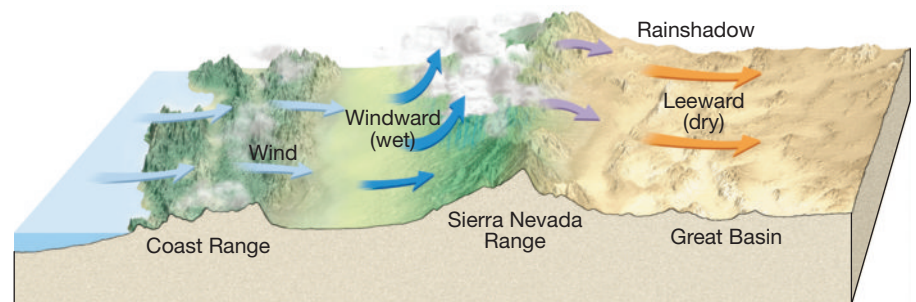 Rainshadow
Windward
(wet)
Leeward
(dry)
Wind
Coast Range
Sierra Nevada
Range
Great Basin